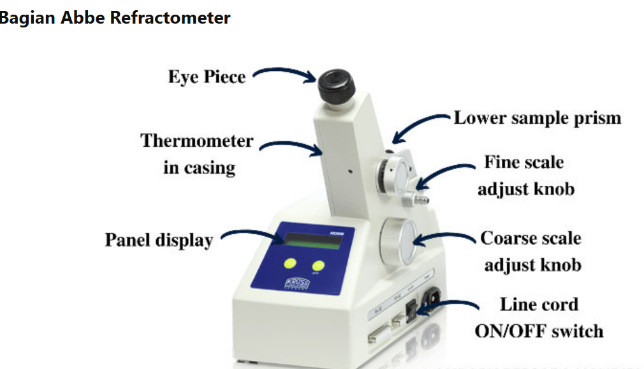 Bagian Abbe Refractometer
Eye Piece
Lower sample prism
Thermometer
in casing
Fine scale
adjust knob
Panel display
Coarse scale
adjust knob
KRÜSS
Line cord
ON/OFF switch